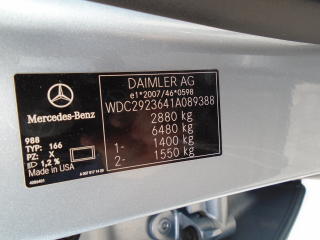 DAIMLER AG
e1*2007/46*0598
WDC2923641A089388
2880 kg
6480 kg
1- 1400 kg
2- 1550 kg
Mercedes-Benz
988
TYP: 166
PZ: X
1,2 %
Made in USA